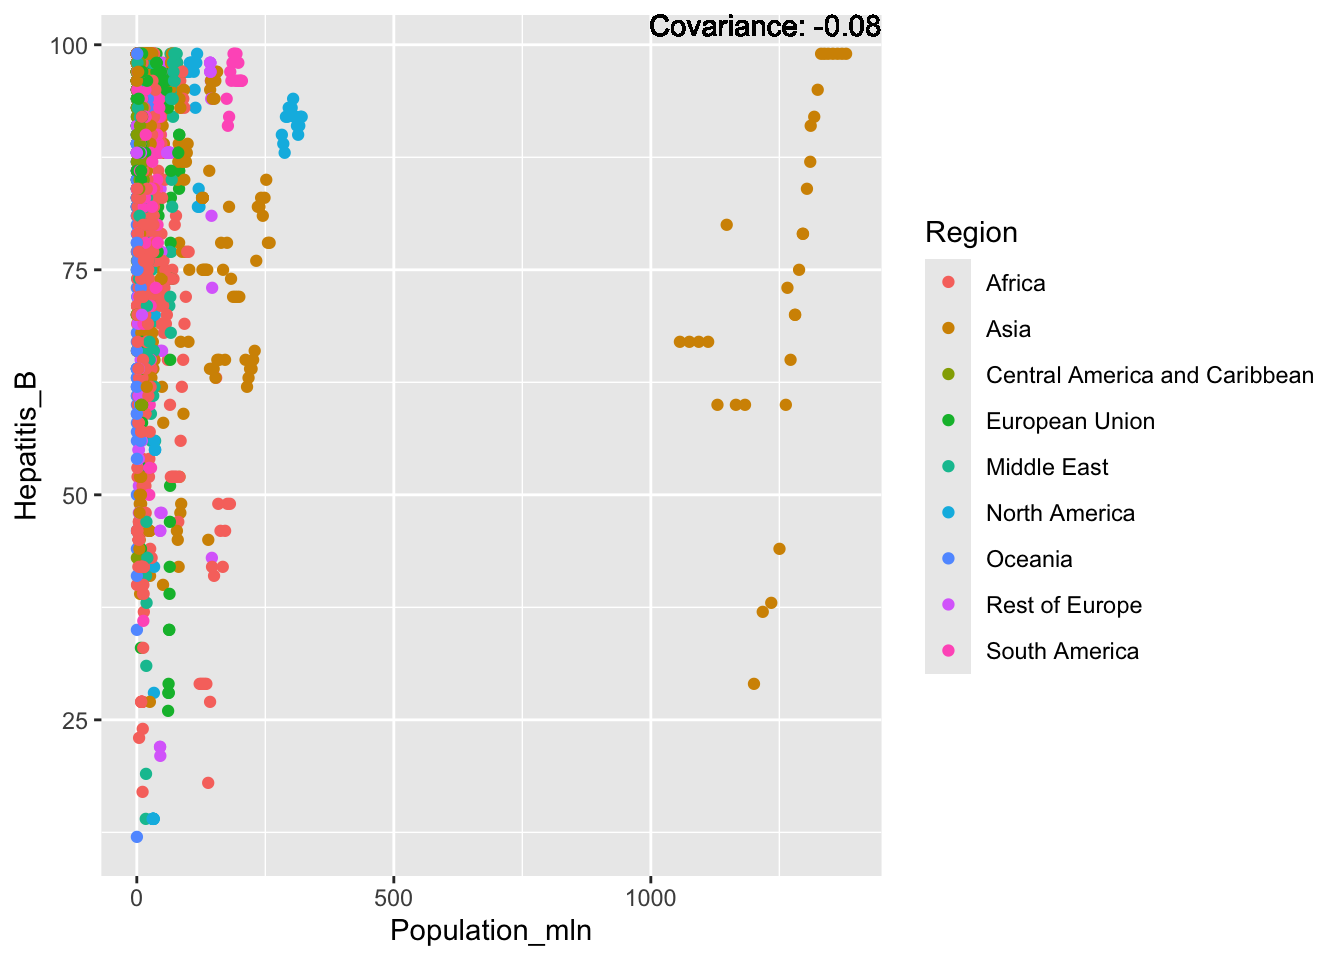 Covariance: -0.08
100
75
50
25
0
500
1000
Population_mln
Hepatitis_B
Region
Africa
Asia
Central America and Caribbean
European Union
Middle East
North America
Oceania
Rest of Europe
South America